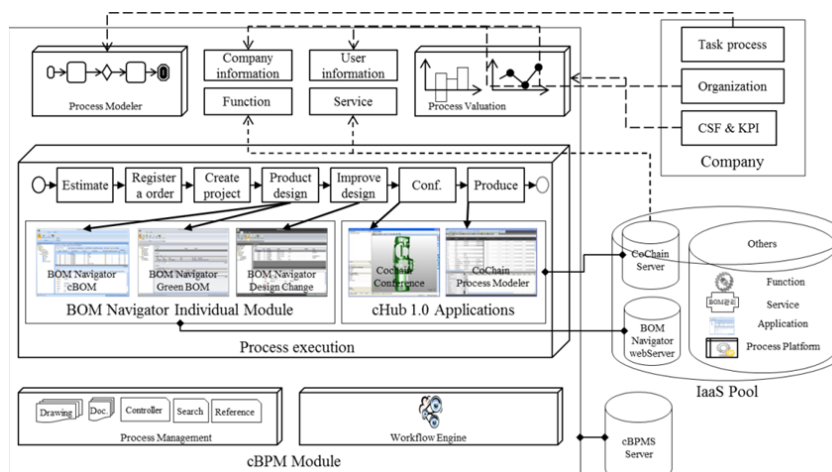 Task process
Organization
CSF & KPI
Company
Company
information
User
information
Function
Service
Process Modeler
Process Valuation
Estimate
Register
a order
Create
project
Product
design
Improve
design
Conf.
Produce
BOM Navigator
cBOM
BOM Navigator
Green BOM
BOM Navigator
Design Change
Cochain
Conference
CoChain
Process Modeler
BOM Navigator Individual Module
cHub 1.0 Applications
Process execution
CoChain
Server
BOM
Navigator
webServer
Others
Function
Service
Application
Process Platform
IaaS Pool
Drawing
Doc.
Controller
Search
Reference
Process Management
Workflow Engine
cBPM Module
cBPMS
Server